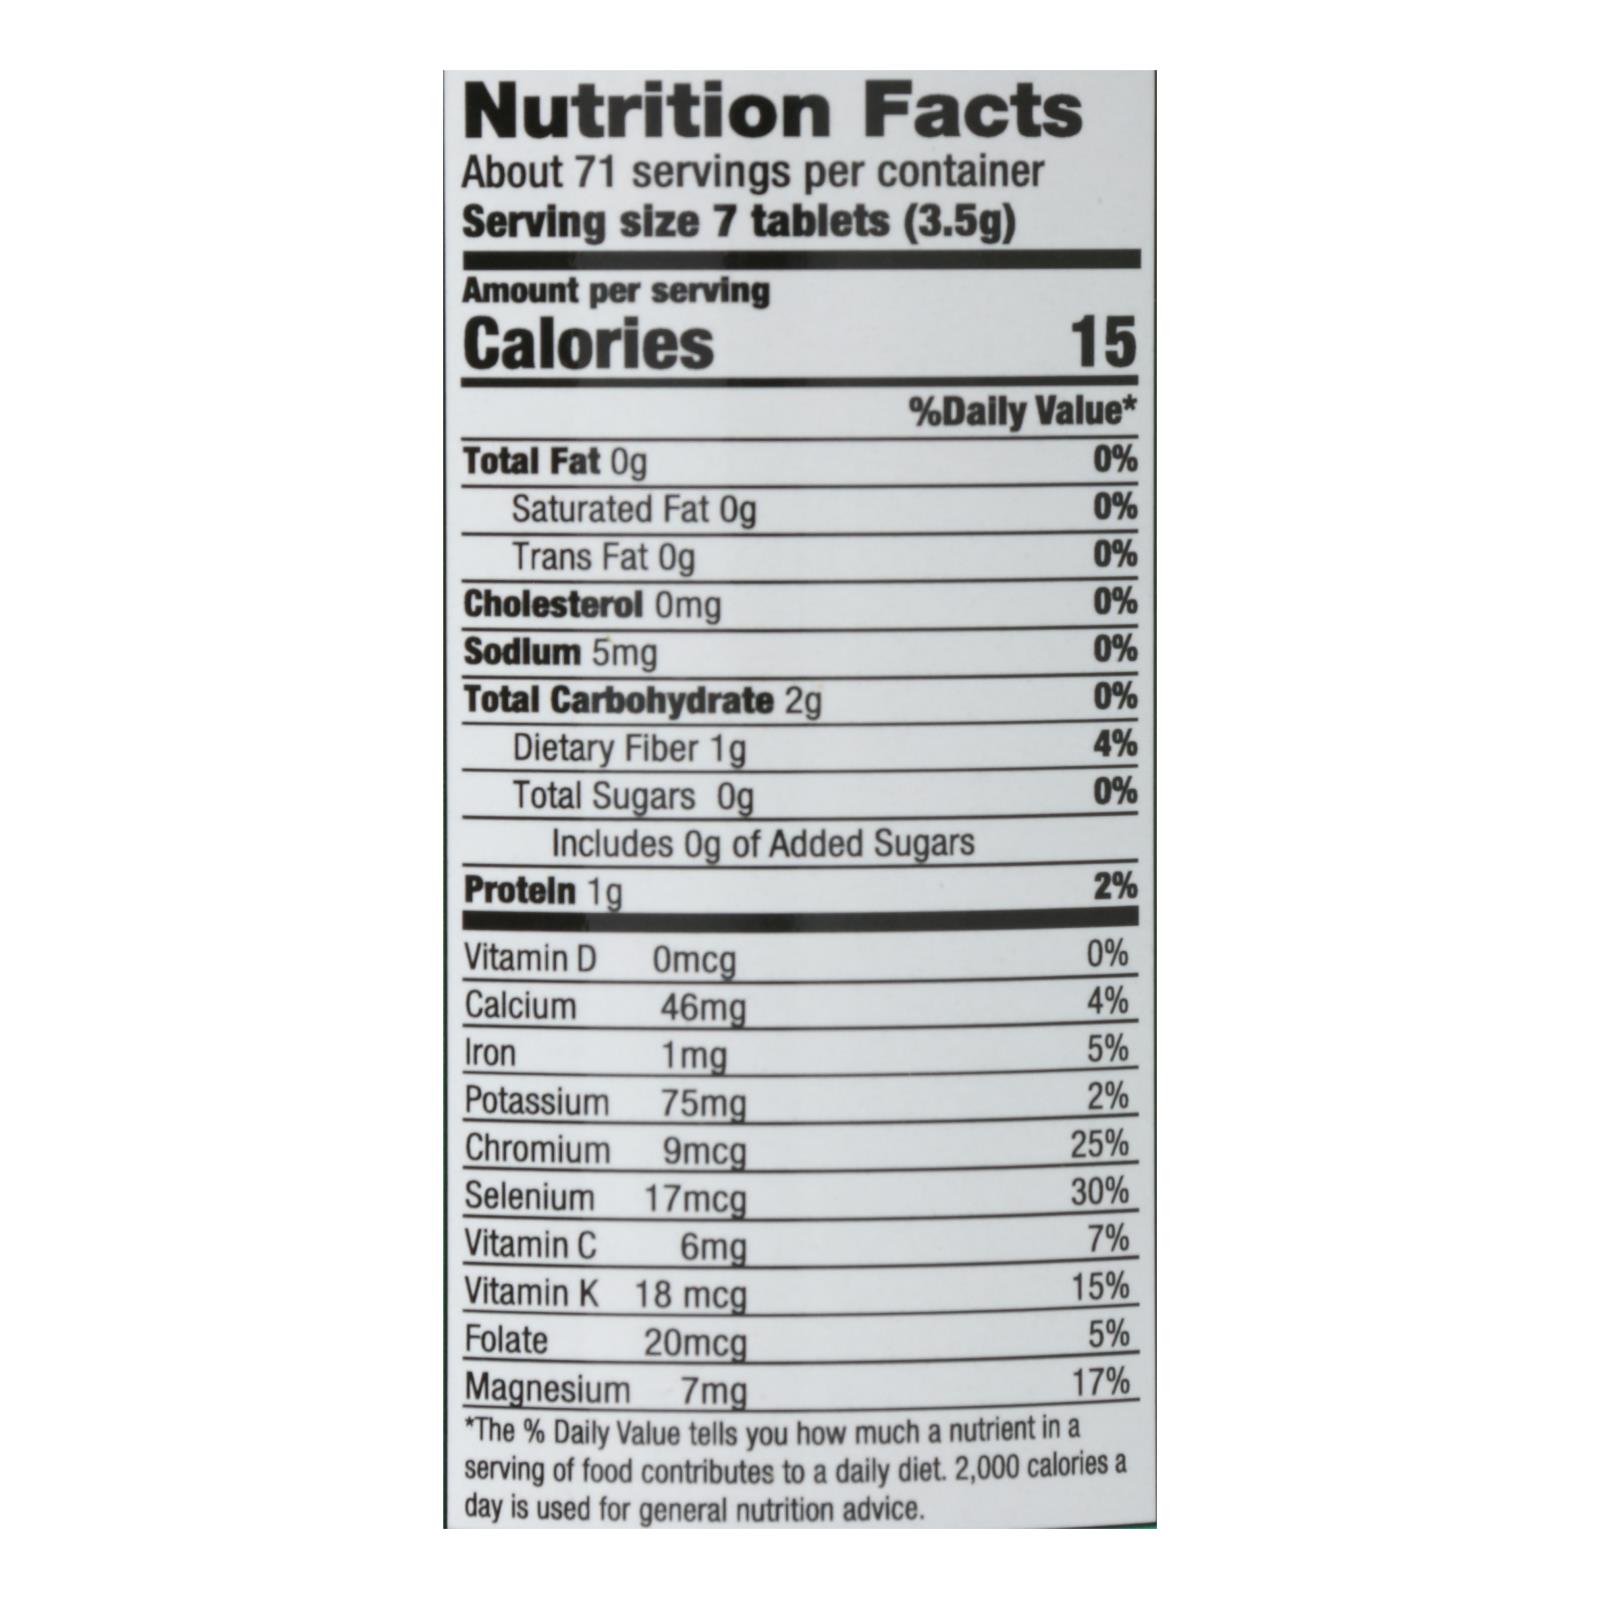 Nutrition Facts
About 71 servings per container
Serving size 7 tablets (3.5g)
Amount per serving
Calories 15
%Daily Value*
Total Fat 0g 0%
Saturated Fat 0g 0%
Trans Fat 0g 0%
Cholesterol 0mg 0%
Sodium 5mg 0%
Total Carbohydrate 2g 0%
Dietary Fiber 1g 4%
Total Sugars 0g 0%
Includes 0g of Added Sugars
Protein 1g 2%
Vitamin D 0mcg 0%
Calcium 46mg 4%
Iron 1mg 5%
Potassium 75mg 2%
Chromium 9mcg 25%
Selenium 17mcg 30%
Vitamin C 6mg 7%
Vitamin K 18 mcg 15%
Folate 20mcg 5%
Magnesium 7mg 17%
*The % Daily Value tells you how much a nutrient in a
serving of food contributes to a daily diet. 2,000 calories a
day is used for general nutrition advice.